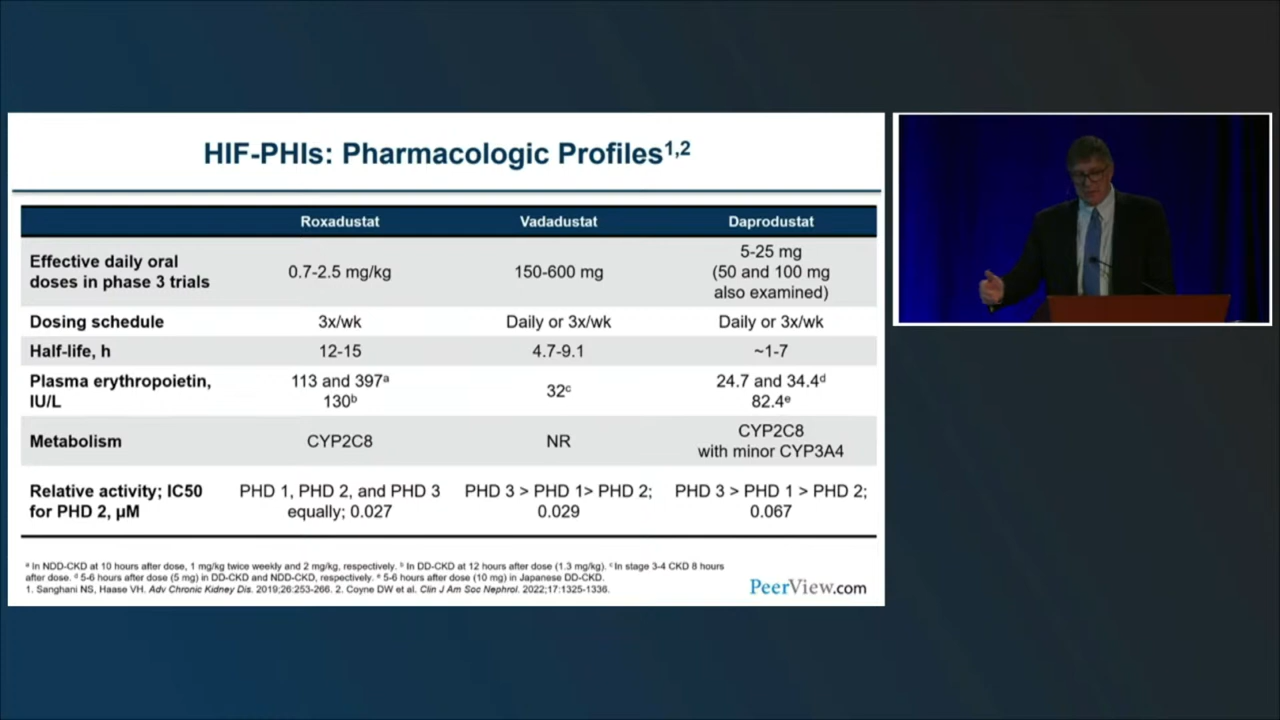 HIF-PHIs: Pharmacologic Profiles1,2
Roxadustat Vadadustat Daprodustat
Effective daily oral doses in phase 3 trials 0.7-2.5 mg/kg 150-600 mg 5-25 mg (50 and 100 mg also examined)
Dosing schedule 3x/wk Daily or 3x/wk Daily or 3x/wk
Half-life, h 12-15 4.7-9.1 ~1-7
Plasma erythropoietin, IU/L 113 and 397a 130b 32c 24.7 and 34.4d 82.4e
Metabolism CYP2C8 NR CYP2C8 with minor CYP3A4
Relative activity; IC50 for PHD 2, µM PHD 1, PHD 2, and PHD 3 equally; 0.027 PHD 3 > PHD 1> PHD 2; 0.029 PHD 3 > PHD 1 > PHD 2; 0.067
a In NDD-CKD at 10 hours after dose, 1 mg/kg twice weekly and 2 mg/kg, respectively. b In DD-CKD at 12 hours after dose (1.3 mg/kg). c In stage 3-4 CKD 8 hours
after dose. d 5-6 hours after dose (5 mg) in DD-CKD and NDD-CKD, respectively. e 5-6 hours after dose (10 mg) in Japanese DD-CKD.
1. Sanghani NS, Haase VH. Adv Chronic Kidney Dis. 2019;26:253-266. 2. Coyne DW et al. Clin J Am Soc Nephrol. 2022;17:1325-1336.
PeerView.com